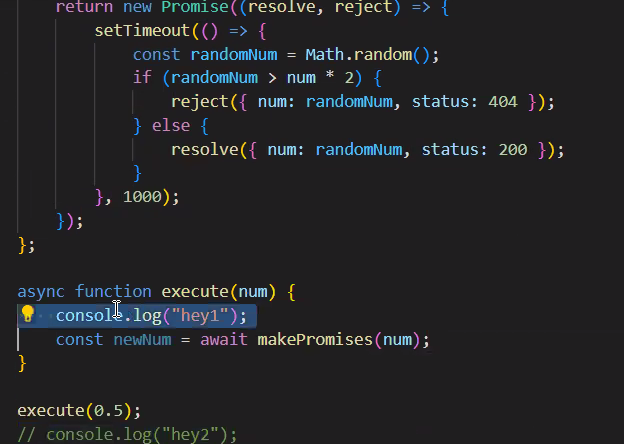 return new Promise((resolve, reject) => {
setTimeout(() => {
const randomNum = Math.random();
if (randomNum > num * 2) {
reject({ num: randomNum, status: 404 });
} else {
resolve({ num: randomNum, status: 200 });
}
}, 1000);
});
};
async function execute(num) {
console.log("hey1");
const newNum = await makePromises(num);
}
execute(0.5);
// console.log("hey2");